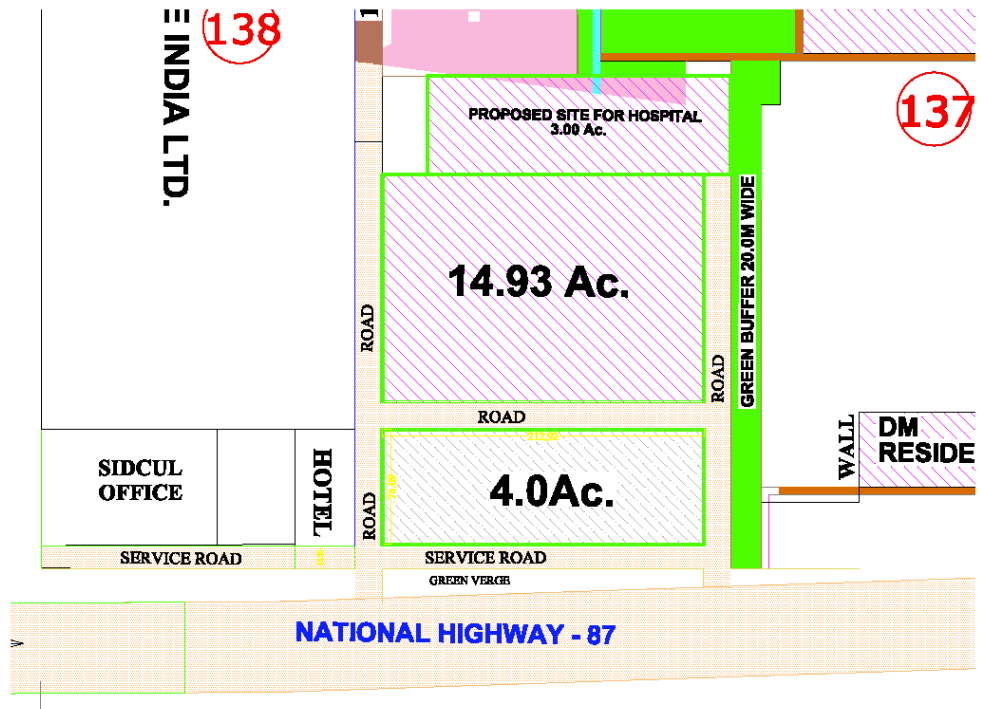 E INDIA LTD.
138
1
PROPOSED SITE FOR HOSPITAL
3.00 Ac.
137
14.93 Ac.
GREEN BUFFER 20.0M WIDE
ROAD
ROAD
ROAD
4.0Ac.
ROAD
SIDCUL
OFFICE
HOTEL
WALL
DM
RESIDE
SERVICE ROAD
SERVICE ROAD
GREEN VERGE
NATIONAL HIGHWAY - 87